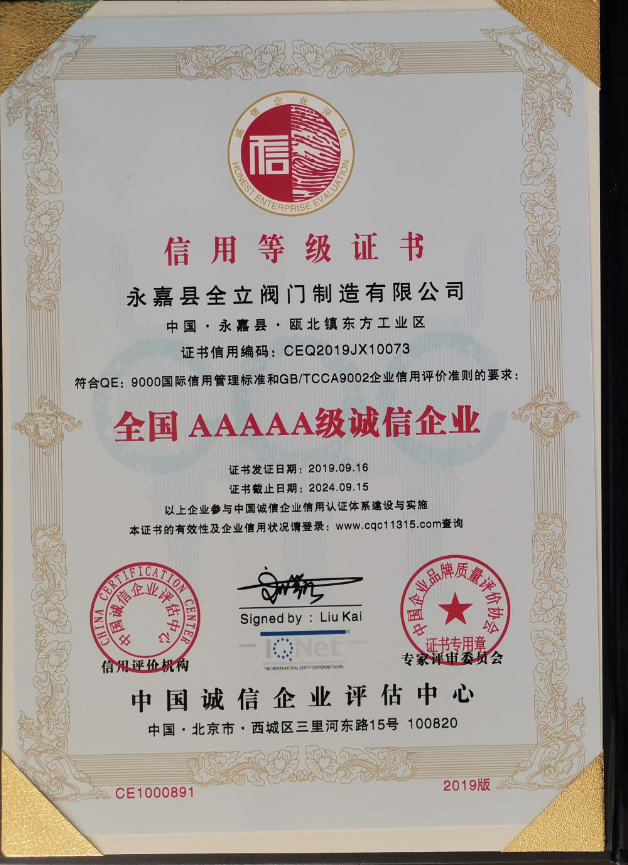 诚信企业评估
信
HONEST ENTERPRISE EVALUATION
信用等级证书
永嘉县全立阀门制造有限公司
中国·永嘉县·瓯北镇东方工业区
证书信用编码：CEQ2019JX10073
符合QE：9000国际信用管理标准和GB/TCCA9002企业信用评价准则的要求：
全国 AAAAA级诚信企业
证书发证日期：2019.09.16
证书截止日期：2024.09.15
以上企业参与中国诚信企业信用认证体系建设与实施
本证书的有效性及企业信用状况请登录：www.cqc11315.com查询
CHINA CERTIFICATION CENTER
中国诚信企业评估中心
信用评价机构
Signed by ：Liu Kai
IQNet
THE INTERNATIONAL CERTIFICATION NETWORK
中国企业品牌质量评价协会
证书专用章
专家评审委员会
中国诚信企业评估中心
中国·北京市·西城区三里河东路15号 100820
CE1000891
2019版